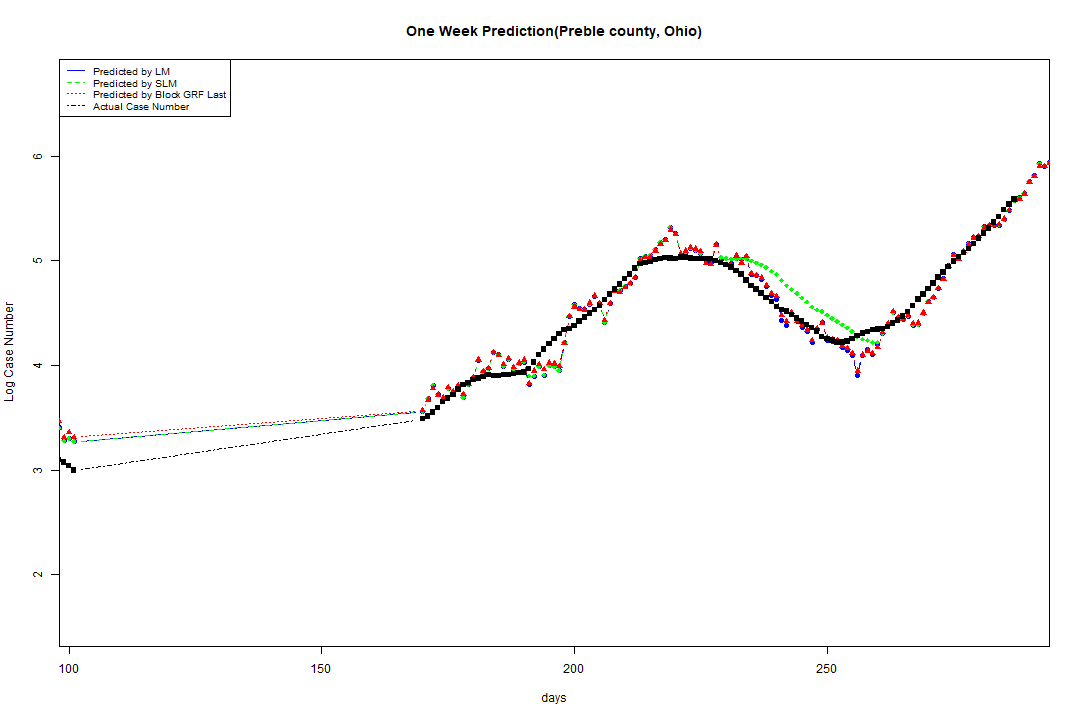 One Week Prediction(Preble county, Ohio)
Predicted by LM
Predicted by SLM
Predicted by Block GRF Last
Actual Case Number
6
5
4
3
2
Log Case Number
100 150 200 250
days